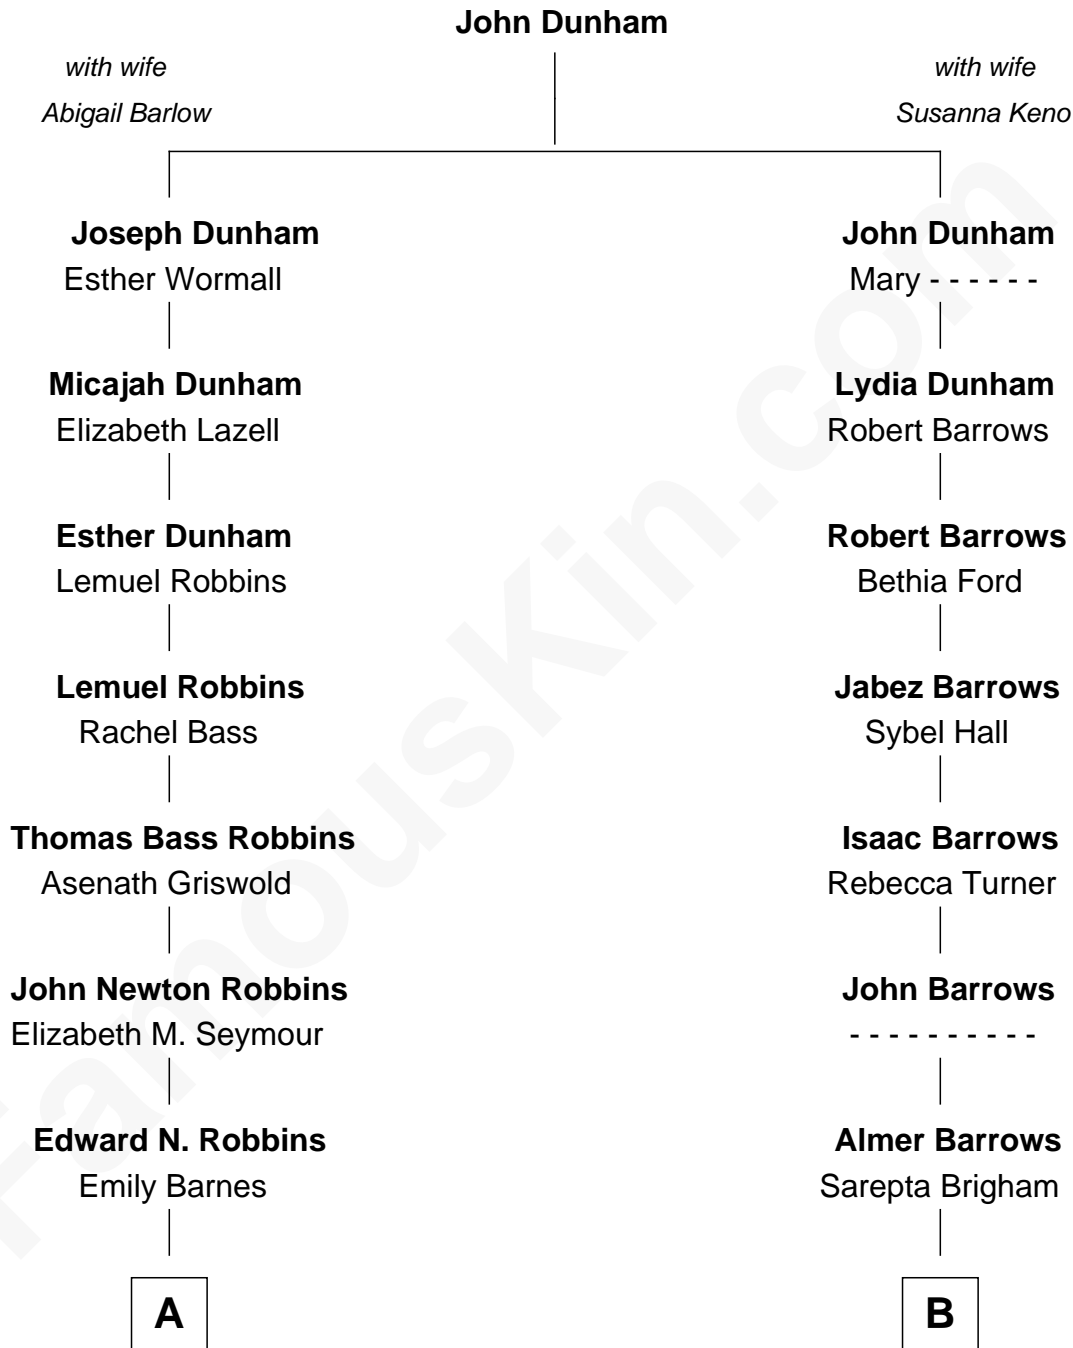 John Dunham
with wife
Abigail Barlow
with wife
Susanna Keno
Joseph Dunham
Esther Wormall
John Dunham
Mary - - - - - -
Micajah Dunham
Elizabeth Lazell
Lydia Dunham
Robert Barrows
Esther Dunham
Lemuel Robbins
Robert Barrows
Bethia Ford
Lemuel Robbins
Rachel Bass
Jabez Barrows
Sybel Hall
Thomas Bass Robbins
Asenath Griswold
Isaac Barrows
Rebecca Turner
John Newton Robbins
Elizabeth M. Seymour
John Barrows
- - - - - - - - - -
Edward N. Robbins
Emily Barnes
Almer Barrows
Sarepta Brigham
A
B
FamousKin.com